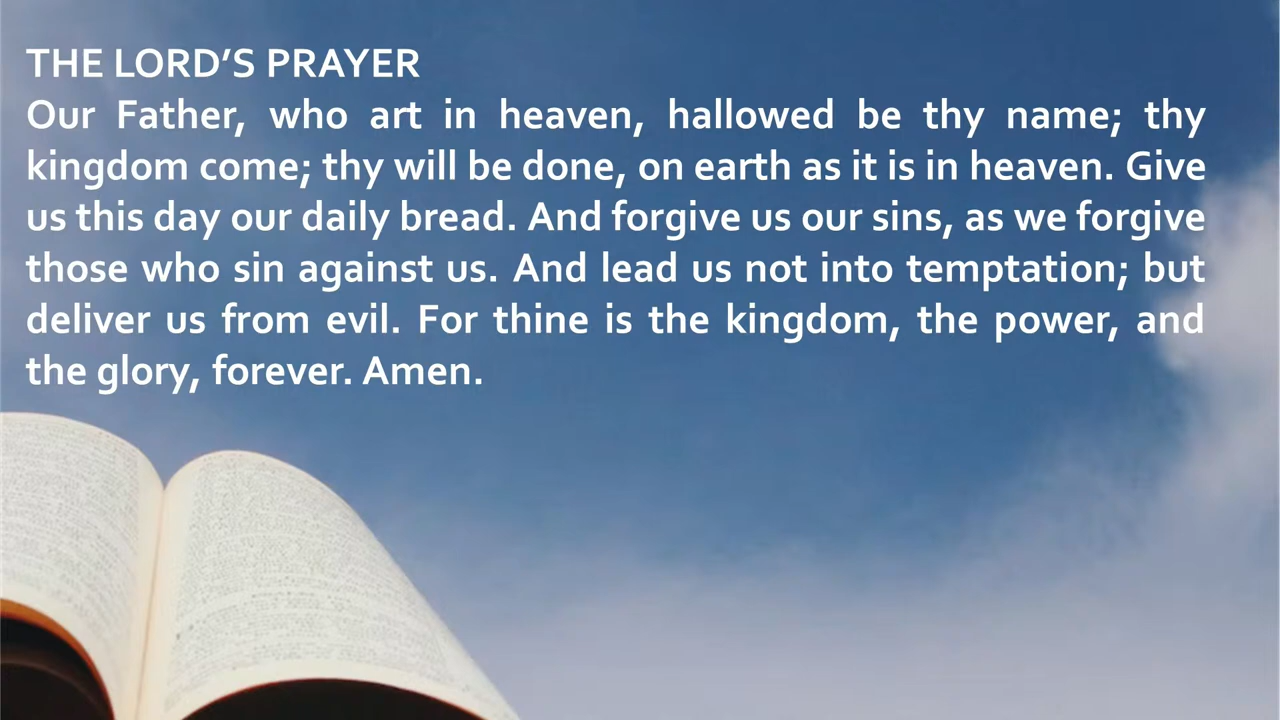 THE LORD’S PRAYER
Our Father, who art in heaven, hallowed be thy name; thy
kingdom come; thy will be done, on earth as it is in heaven. Give
us this day our daily bread. And forgive us our sins, as we forgive
those who sin against us. And lead us not into temptation; but
deliver us from evil. For thine is the kingdom, the power, and
the glory, forever. Amen.